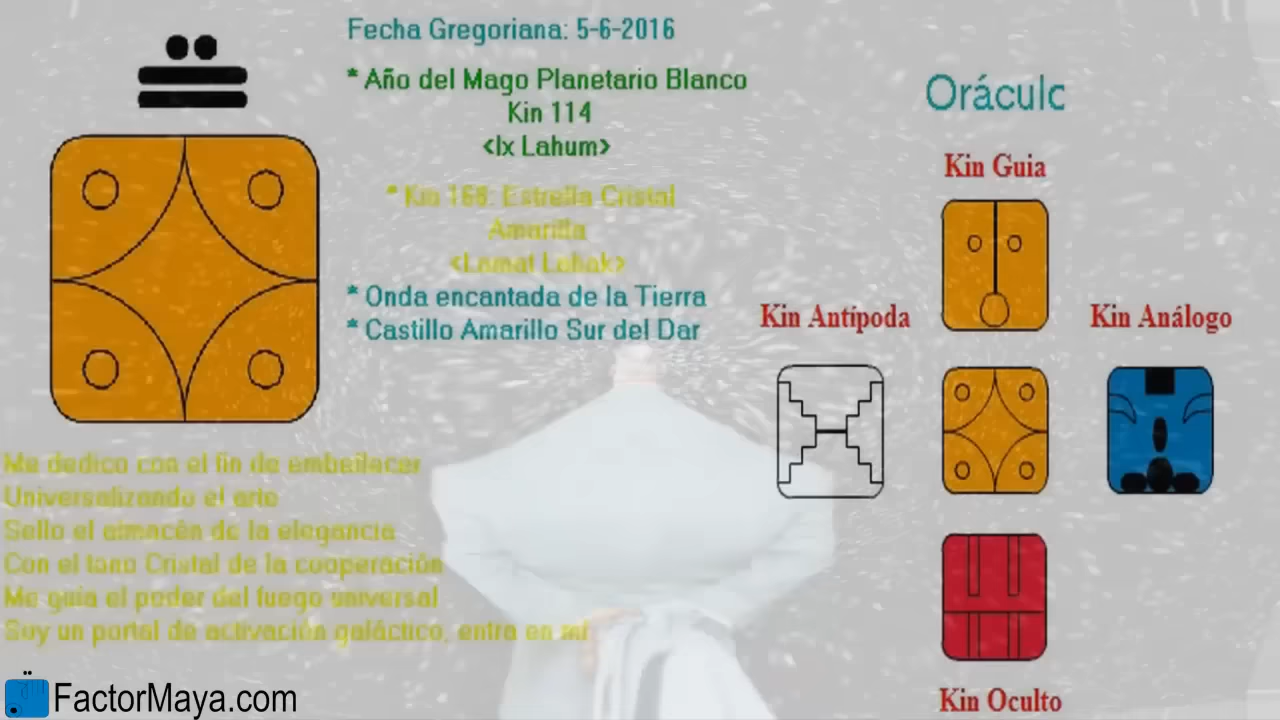 Fecha Gregoriana: 5-6-2016
* Año del Mago Planetario Blanco
Kin 114
<Ix Lahum>
* Kin 168: Estrella Cristal
Amarilla
<Lamat Lahak>
* Onda encantada de la Tierra
* Castillo Amarillo Sur del Dar
Me dedico con el fin de embellecer
Universalizando el arte
Sello el almacén de la elegancia
Con el tono Cristal de la cooperación
Me guia el poder del fuego universal
Soy un portal de activación galáctico, entra en mi
Oráculc
Kin Guia
Kin Antípoda
Kin Análogo
Kin Oculto
FactorMaya.com